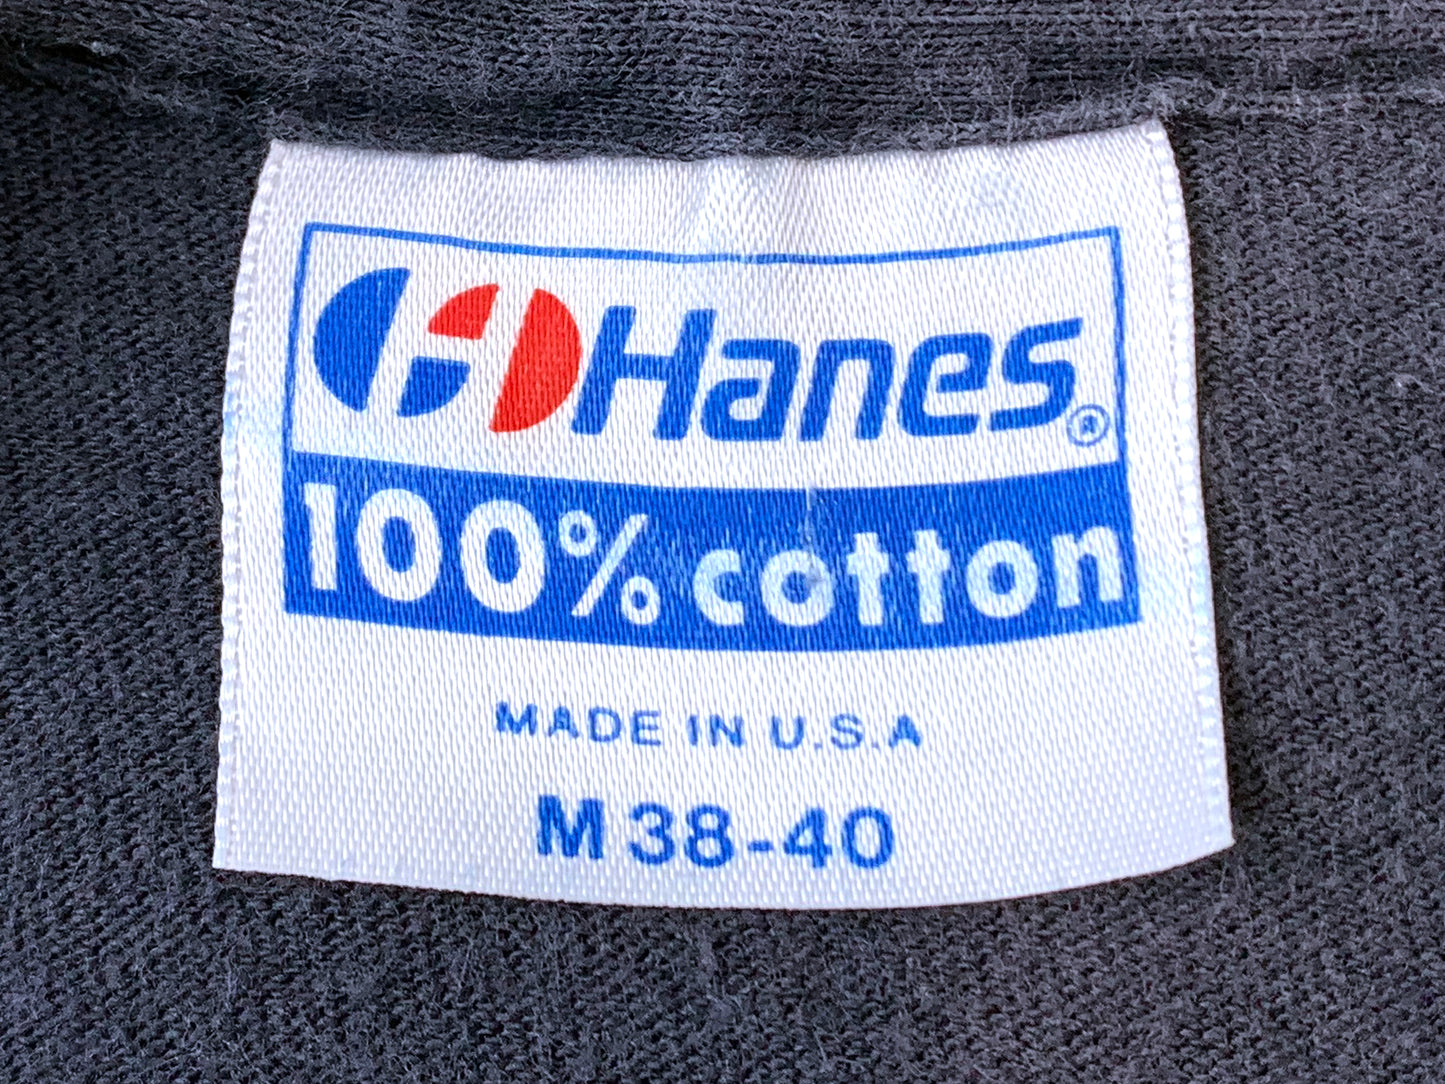 Hanes®
100% cotton
MADE IN U.S.A
M 38-40